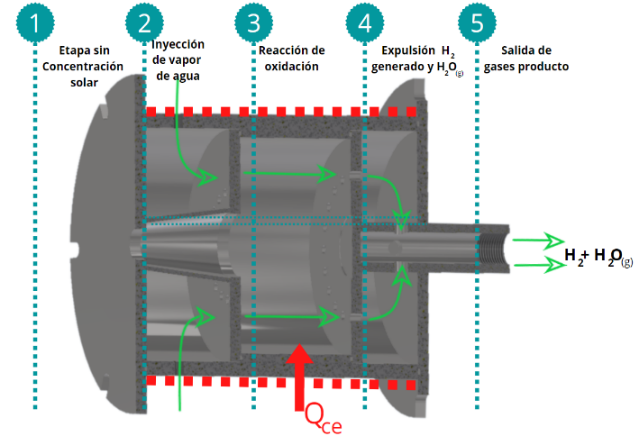 1
2
3
4
5
Etapa sin
Concentración
solar
Inyección
de vapor
de agua
Reacción de
oxidación
Expulsión H2
generado y H2O(g)
Salida de
gases producto
H2+ H2O(g)
Qce